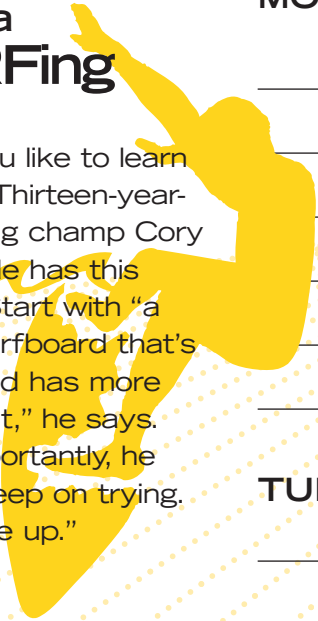 a
Fing
u like to learn
Thirteen-year-
g champ Cory
le has this
Start with “a
rfboard that’s
d has more
t,” he says.
ortantly, he
eep on trying.
e up.”
MO
TU